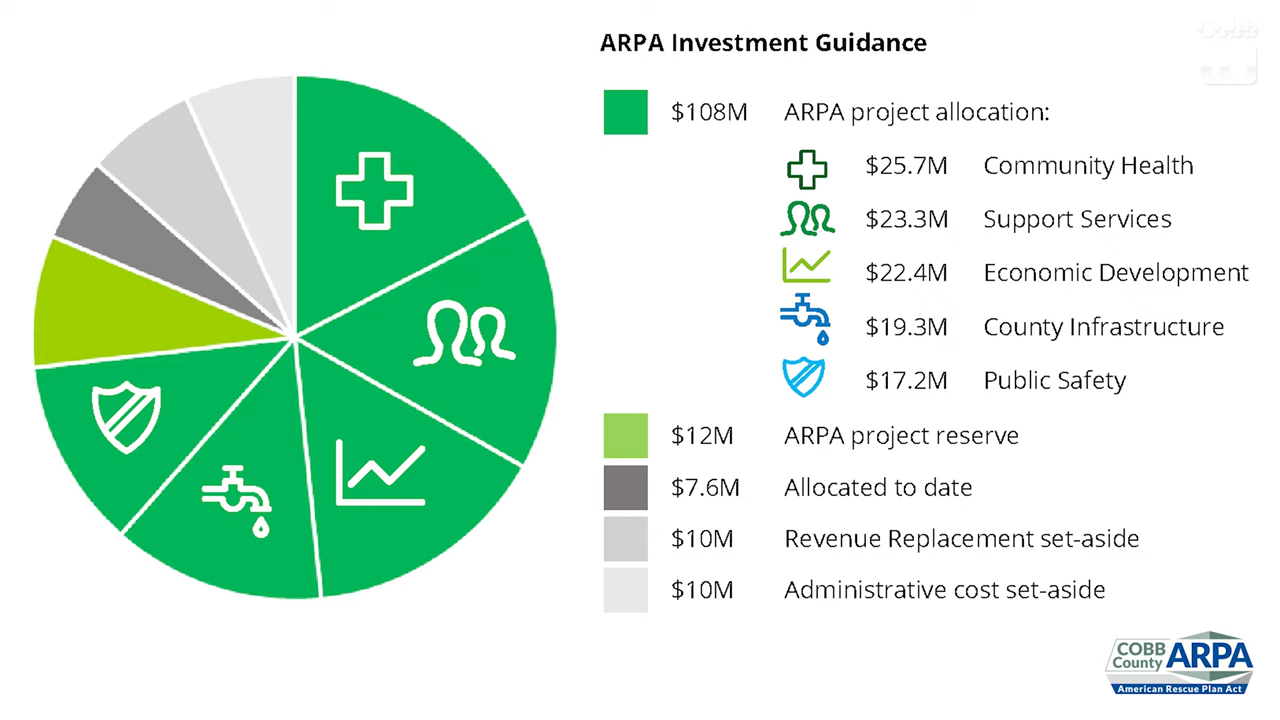 Cobb
ARPA Investment Guidance
$108M ARPA project allocation:
$25.7M Community Health
$23.3M Support Services
$22.4M Economic Development
$19.3M County Infrastructure
$17.2M Public Safety
$12M ARPA project reserve
$7.6M Allocated to date
$10M Revenue Replacement set-aside
$10M Administrative cost set-aside
COBB
County ARPA
American Rescue Plan Act